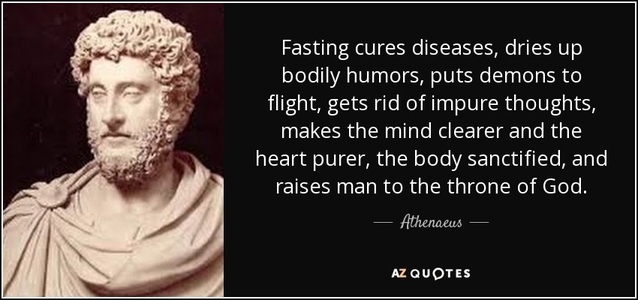 Fasting cures diseases, dries up
bodily humors, puts demons to
flight, gets rid of impure thoughts,
makes the mind clearer and the
heart purer, the body sanctified, and
raises man to the throne of God.
Athenaeus
AZ QUOTES